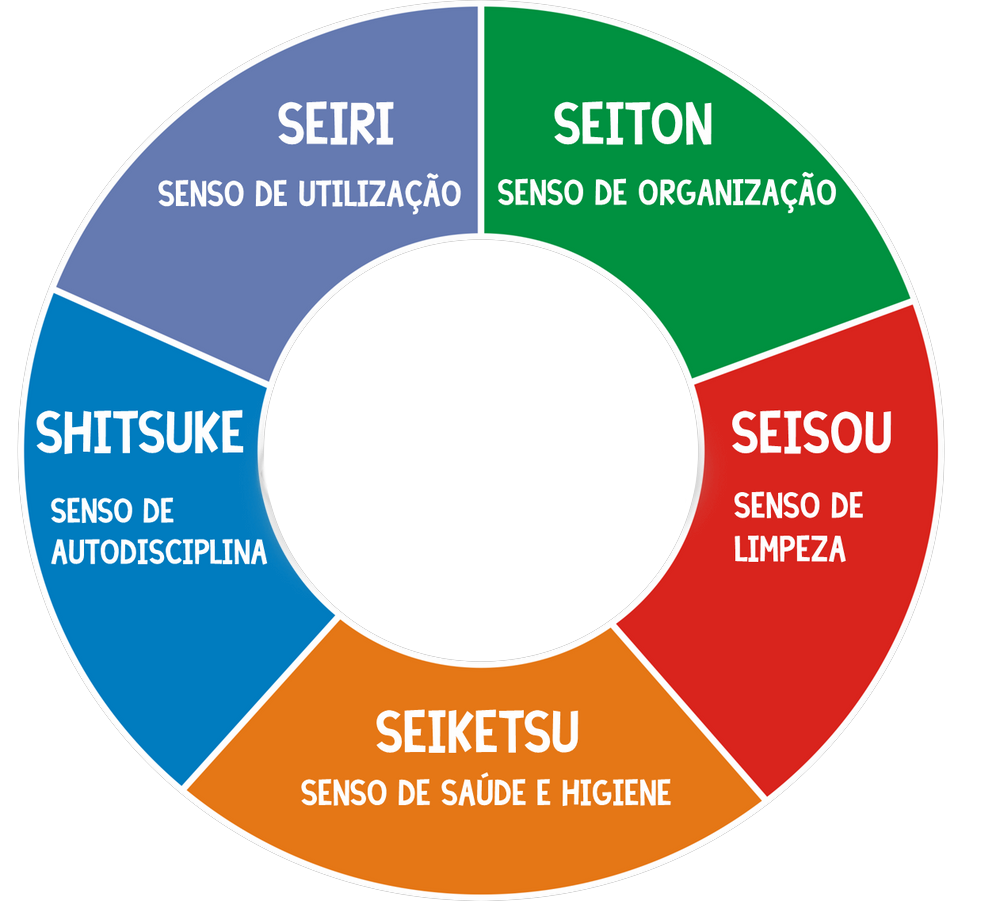 SEIRI
SENSO DE UTILIZAÇÃO
SEITON
SENSO DE ORGANIZAÇÃO
SEISOU
SENSO DE
LIMPEZA
SEIKETSU
SENSO DE SAÚDE E HIGIENE
SHITSUKE
SENSO DE
AUTODISCIPLINA